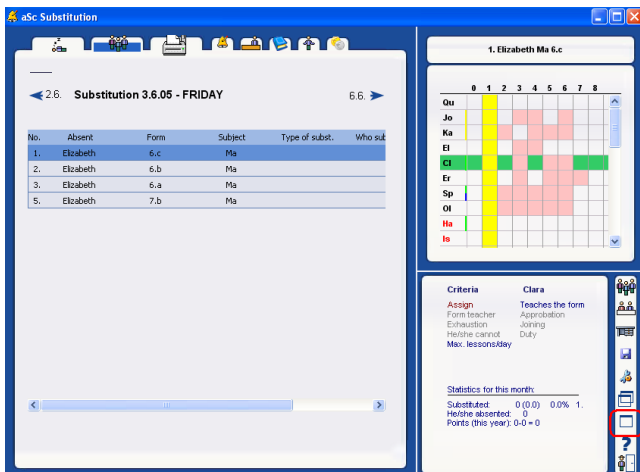 aSc Substitution
2.6. Substitution 3.6.05 - FRIDAY 6.6.
No. Absent Form Subject Type of subst. Who sub
1. Elizabeth 6.c Ma
2. Elizabeth 6.b Ma
3. Elizabeth 6.a Ma
5. Elizabeth 7.b Ma
1. Elizabeth Ma 6.c
0 1 2 3 4 5 6 7 8
Qu
Jo
Ka
El
Cl
Er
Sp
Ol
Ha
Is
Criteria Clara
Assign Teaches the form
Form teacher Approbation
Exhaustion Joining
He/she cannot Duty
Max. lessons/day
Statistics for this month:
Substituted: 0 (0.0) 0.0% 1.
He/she absented: 0
Points (this year): 0-0 = 0
?